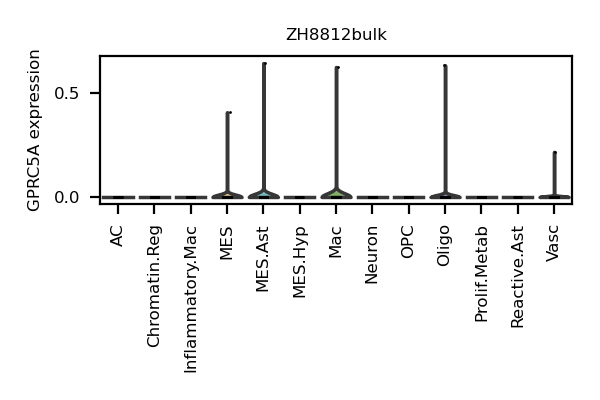 ZH8812bulk
GPRC5A expression
0.5
0.0
AC
Chromatin.Reg
Inflammatory.Mac
MES
MES.Ast
MES.Hyp
Mac
Neuron
OPC
Oligo
Prolif.Metab
Reactive.Ast
Vasc